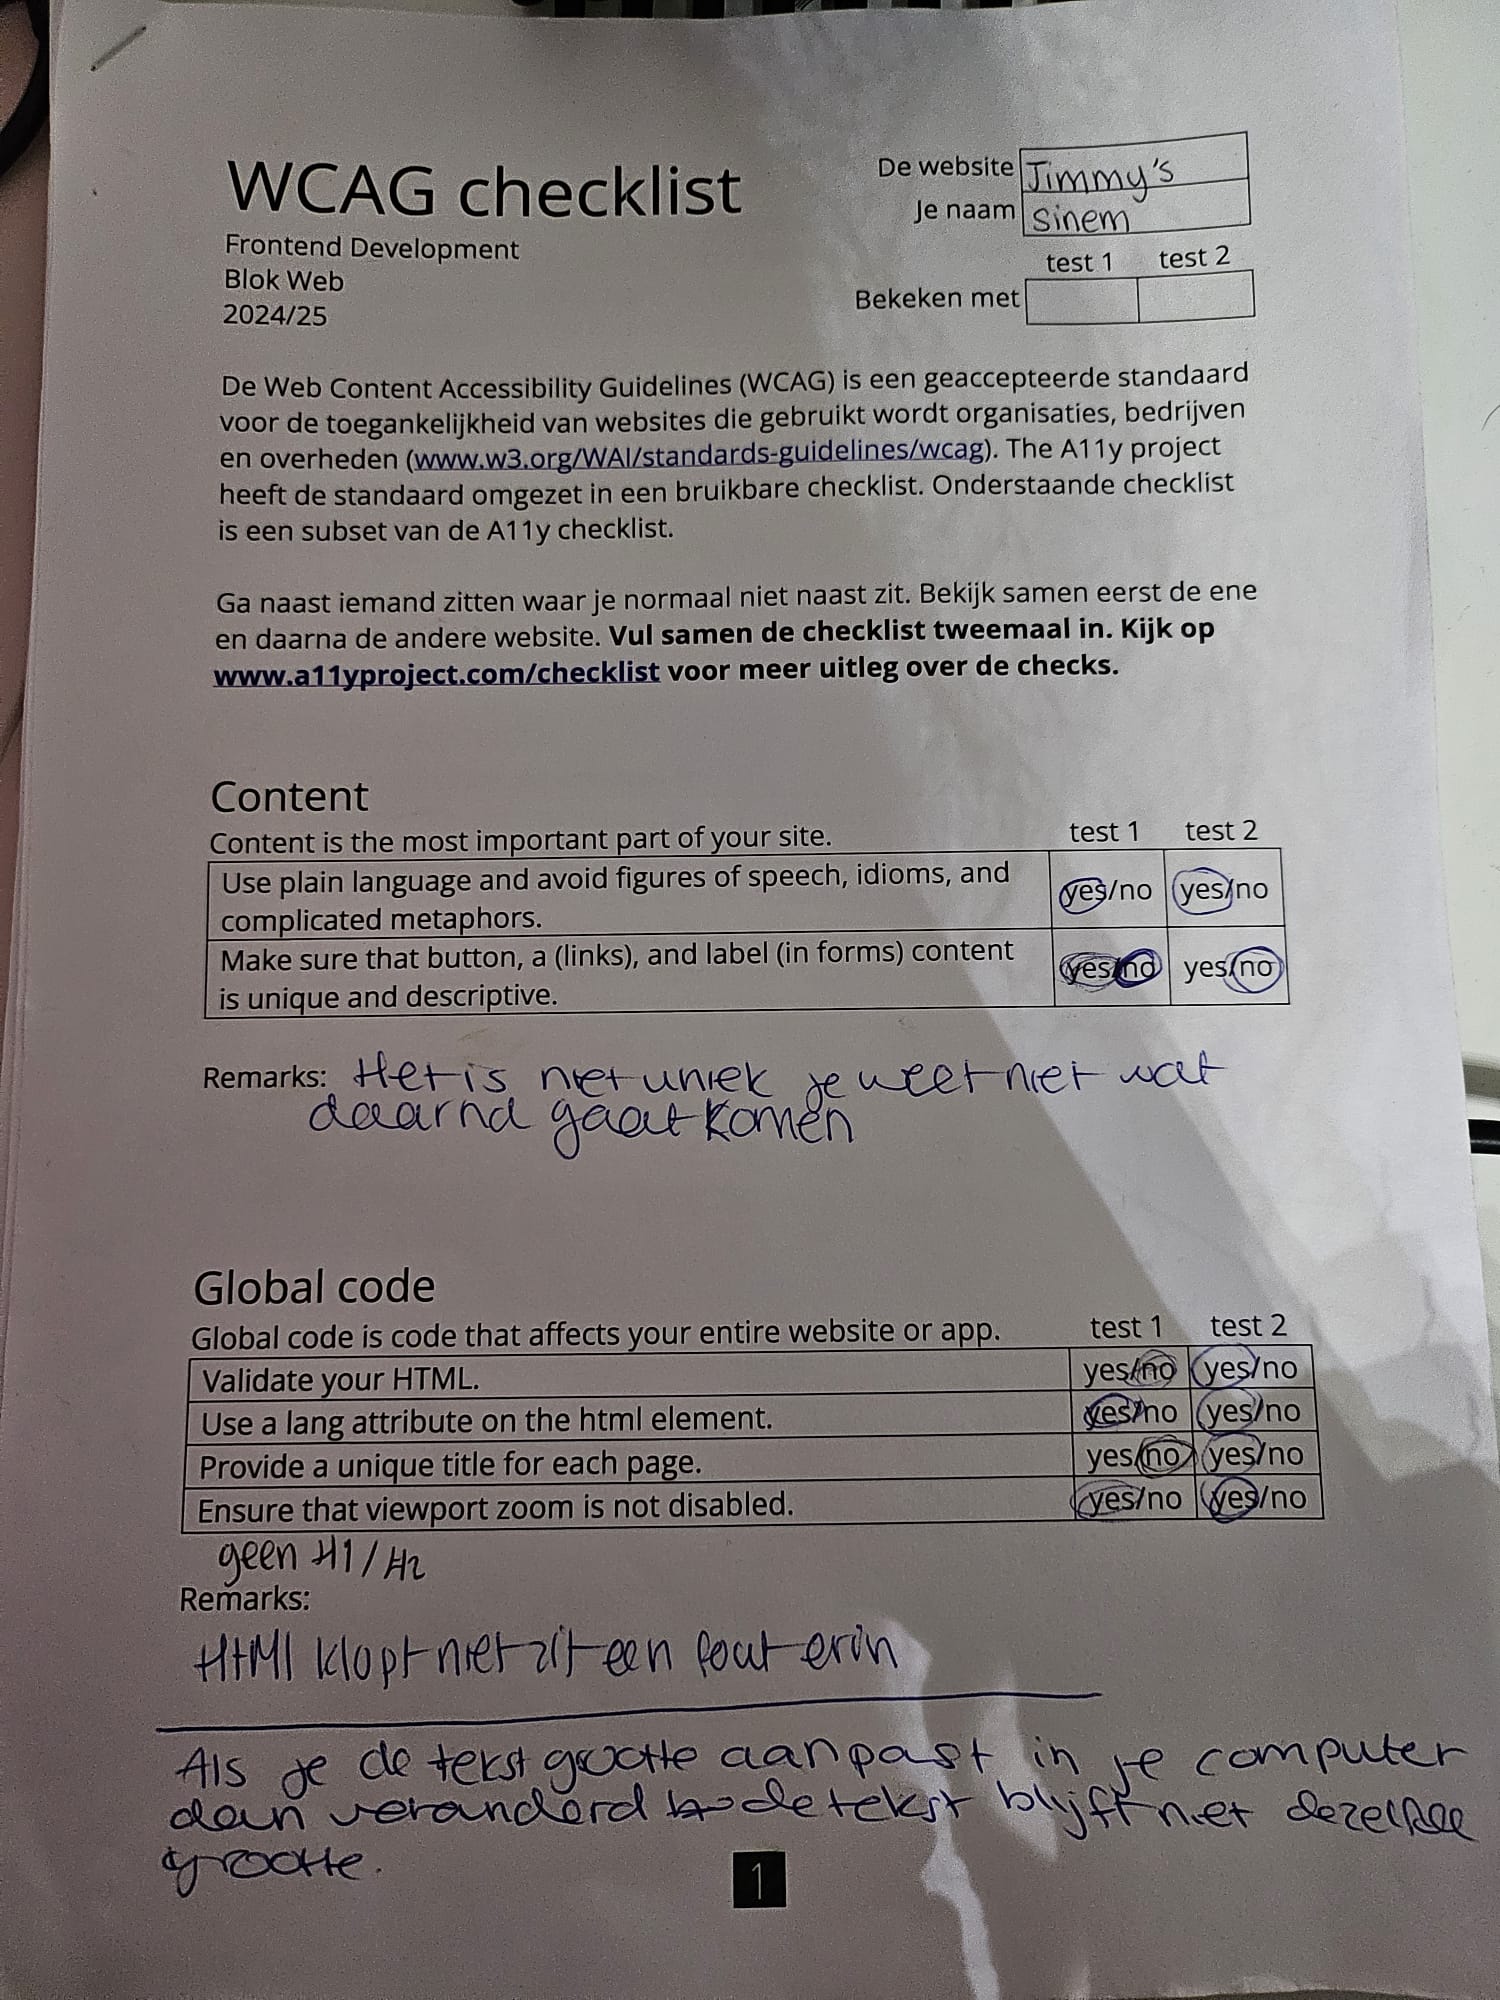 WCAG checklist
Frontend Development
Blok Web
2024/25
De website Jimmy's
Je naam Sinem
test 1 test 2
Bekeken met
De Web Content Accessibility Guidelines (WCAG) is een geaccepteerde standaard
voor de toegankelijkheid van websites die gebruikt wordt organisaties, bedrijven
en overheden (www.w3.org/WAI/standards-guidelines/wcag). The A11y project
heeft de standaard omgezet in een bruikbare checklist. Onderstaande checklist
is een subset van de A11y checklist.
Ga naast iemand zitten waar je normaal niet naast zit. Bekijk samen eerst de ene
en daarna de andere website. Vul samen de checklist tweemaal in. Kijk op
www.a11yproject.com/checklist voor meer uitleg over de checks.
Content
Content is the most important part of your site. test 1 test 2
Use plain language and avoid figures of speech, idioms, and
complicated metaphors. yes/no yes/no
Make sure that button, a (links), and label (in forms) content
is unique and descriptive. yes/no yes/no
Remarks: Het is niet uniek je weet niet wat
daarna gaat komen
Global code
Global code is code that affects your entire website or app. test 1 test 2
Validate your HTML. yes/no yes/no
Use a lang attribute on the html element. yes/no yes/no
Provide a unique title for each page. yes/no yes/no
Ensure that viewport zoom is not disabled. yes/no yes/no
geen H1/H2
Remarks:
HTMl klopt niet zit een fout erin
Als je de tekst grootte aanpast in je computer
dan veranderd de tekst blijft niet dezelfde
grootte.
1